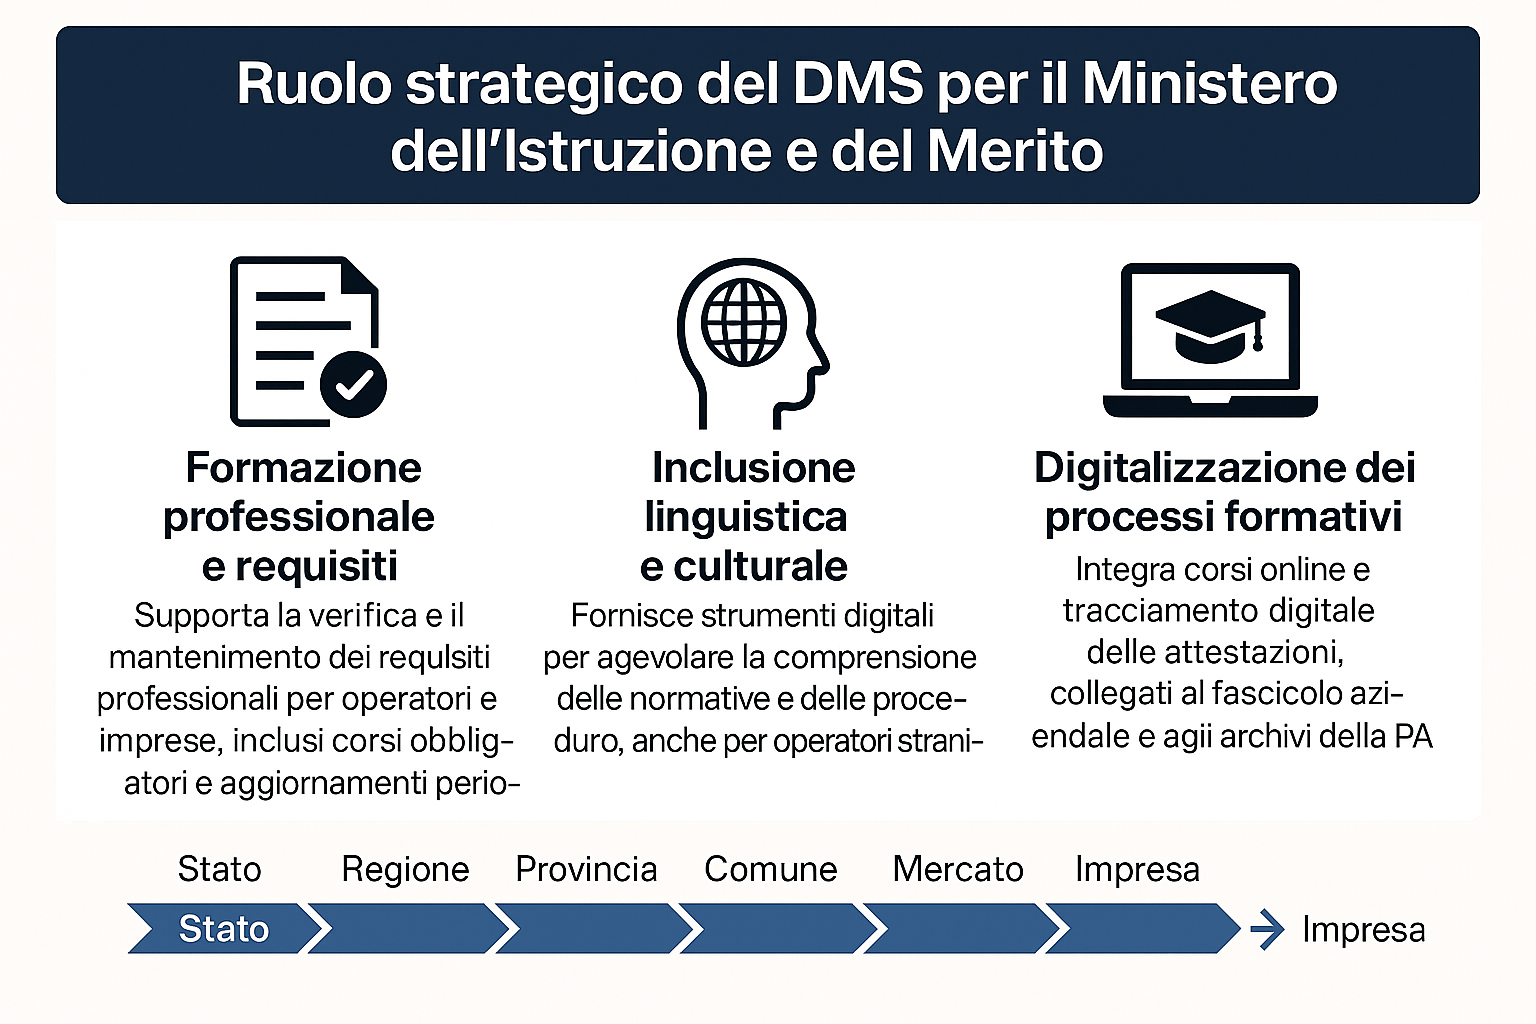 Ruolo strategico del DMS per il Ministero
dell'Istruzione e del Merito
Formazione
professionale
e requisiti
Supporta la verifica e il
mantenimento dei requlsiti
professionali per operatori e
imprese, inclusi corsi obblig-
atori e aggiornamenti perio-
Inclusione
linguistica
e culturale
Fornisce strumenti digitali
per agevolare la comprensione
delle normative e delle proce-
duro, anche per operatori strani-
Digitalizzazione dei
processi formativi
Integra corsi online e
tracciamento digitale
delle attestazioni,
collegati al fascicolo azi-
endale e agii archivi della PA
Stato Regione Provincia Comune Mercato Impresa
Stato Impresa